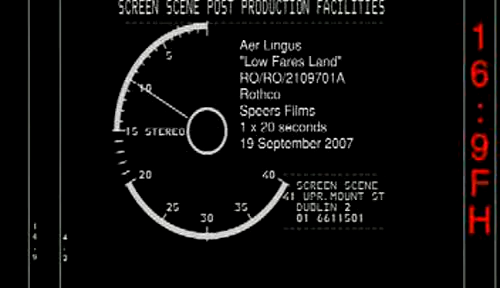 SCREEN SCENE POST PRODUCTION FACILITIES
Aer Lingus
"Low Fares Land"
RO/RO/2109701A
Rothco
Speers Films
1 x 20 seconds
19 September 2007
5
10
15 STEREO
20
25
30
35
40
SCREEN SCENE
41 UPR.MOUNT ST
DUBLIN 2
01 6611501
16:9FH